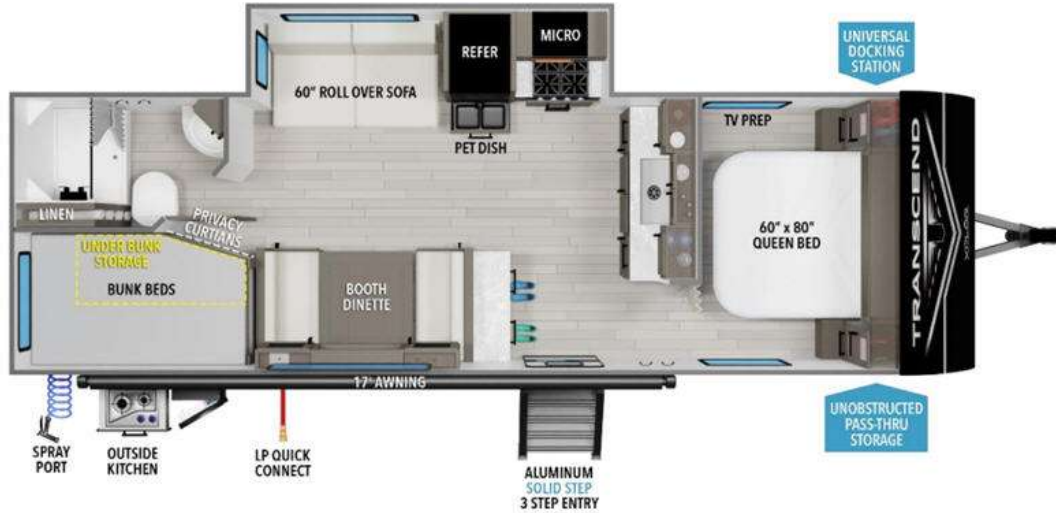 UNIVERSAL
DOCKING
STATION
MICRO
REFER
60" ROLL OVER SOFA
PET DISH
TV PREP
LINEN
PRIVACY
CURTIANS
UNDER BUNK
STORAGE
BUNK BEDS
BOOTH
DINETTE
60" x 80"
QUEEN BED
TRANSCEND
XPLOR
17' AWNING
SPRAY
PORT
OUTSIDE
KITCHEN
LP QUICK
CONNECT
ALUMINUM
SOLID STEP
3 STEP ENTRY
UNOBSTRUCTED
PASS-THRU
STORAGE